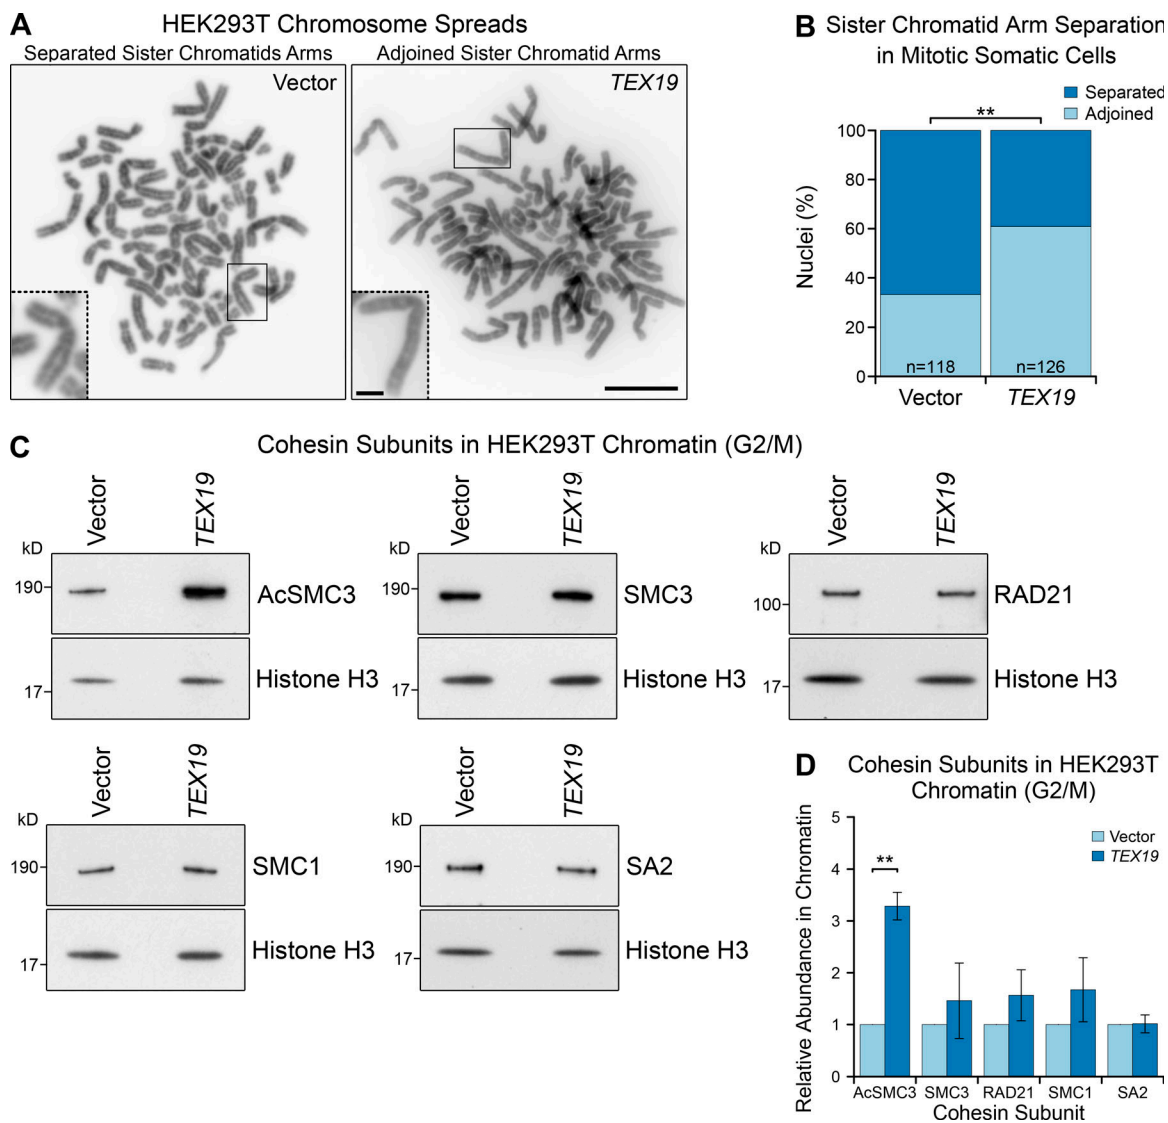 A HEK293T Chromosome Spreads
Separated Sister Chromatids Arms
Adjoined Sister Chromatid Arms
Vector
TEX19
B Sister Chromatid Arm Separation
in Mitotic Somatic Cells
Separated
Adjoined
**
Nuclei (%)
100
80
60
40
20
0
n=118
n=126
Vector
TEX19
C Cohesin Subunits in HEK293T Chromatin (G2/M)
Vector
TEX19
kD
190
AcSMC3
17
Histone H3
Vector
TEX19
kD
190
SMC3
17
Histone H3
Vector
TEX19
kD
100
RAD21
17
Histone H3
Vector
TEX19
kD
190
SMC1
17
Histone H3
Vector
TEX19
kD
190
SA2
17
Histone H3
D Cohesin Subunits in HEK293T
Chromatin (G2/M)
Vector
TEX19
**
Relative Abundance in Chromatin
5
4
3
2
1
0
AcSMC3 SMC3 RAD21 SMC1 SA2
Cohesin Subunit